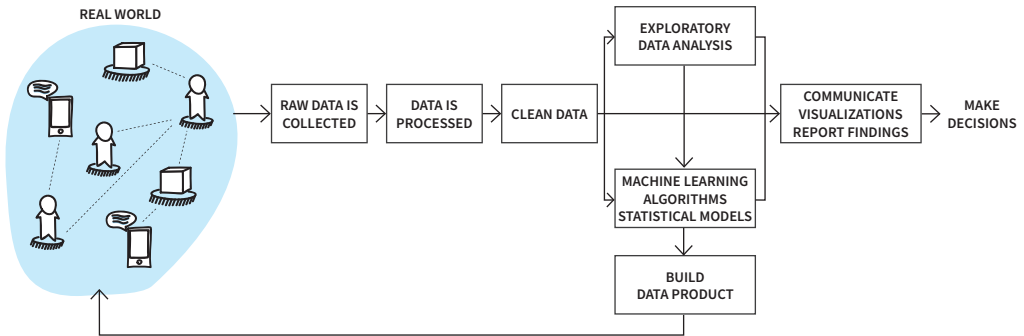 REAL WORLD
RAW DATA IS
COLLECTED
DATA IS
PROCESSED
CLEAN DATA
EXPLORATORY
DATA ANALYSIS
MACHINE LEARNING
ALGORITHMS
STATISTICAL MODELS
BUILD
DATA PRODUCT
COMMUNICATE
VISUALIZATIONS
REPORT FINDINGS
MAKE
DECISIONS